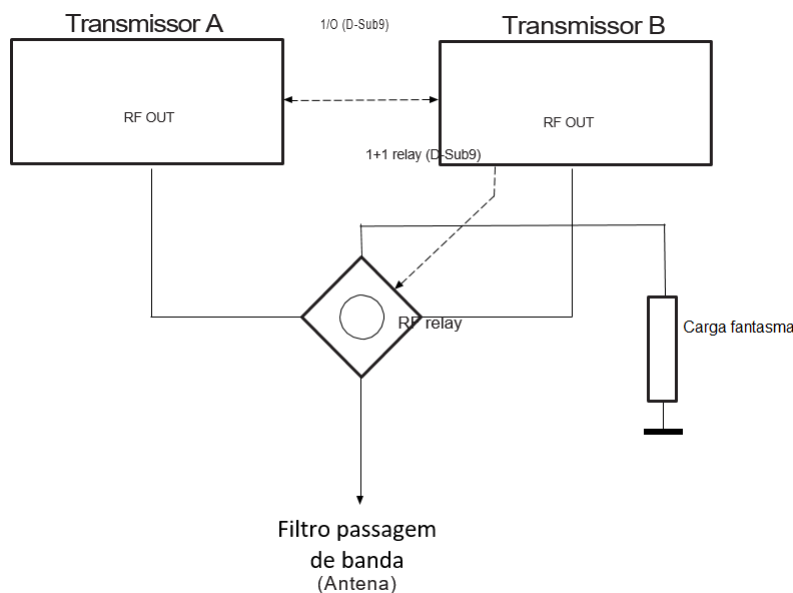 Transmissor A
1/O (D-Sub9)
Transmissor B
RF OUT
RF OUT
1+1 relay (D-Sub9)
RF relay
Carga fantasma
Filtro passagem
de banda
(Antena)